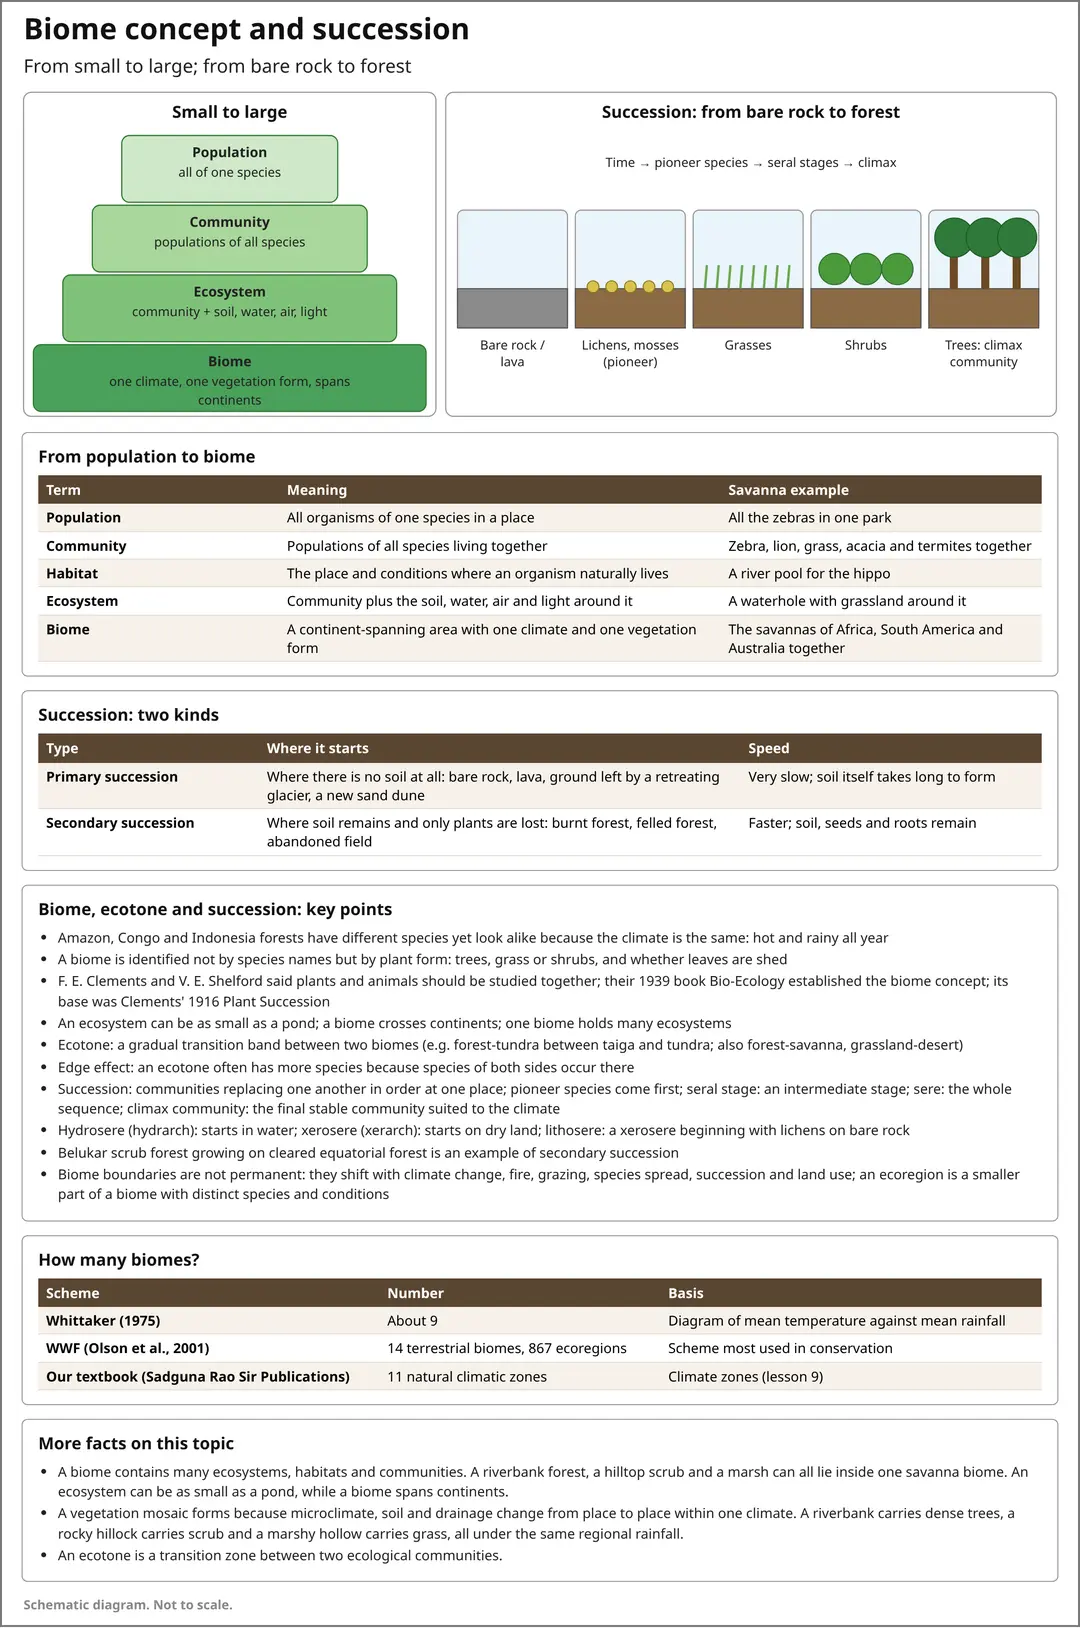 Biome concept and succession
From small to large; from bare rock to forest
Small to large
Population
all of one species
Community
populations of all species
Ecosystem
community + soil, water, air, light
Biome
one climate, one vegetation form, spans
continents
Succession: from bare rock to forest
Time → pioneer species → seral stages → climax
Bare rock /
lava
Lichens, mosses
(pioneer)
Grasses
Shrubs
Trees: climax
community
From population to biome
Term Meaning Savanna example
Population All organisms of one species in a place All the zebras in one park
Community Populations of all species living together Zebra, lion, grass, acacia and termites together
Habitat The place and conditions where an organism naturally lives A river pool for the hippo
Ecosystem Community plus the soil, water, air and light around it A waterhole with grassland around it
Biome A continent-spanning area with one climate and one vegetation The savannas of Africa, South America and
form Australia together
Succession: two kinds
Type Where it starts Speed
Primary succession Where there is no soil at all: bare rock, lava, ground left by a retreating Very slow; soil itself takes long to form
glacier, a new sand dune
Secondary succession Where soil remains and only plants are lost: burnt forest, felled forest, Faster; soil, seeds and roots remain
abandoned field
Biome, ecotone and succession: key points
• Amazon, Congo and Indonesia forests have different species yet look alike because the climate is the same: hot and rainy all year
• A biome is identified not by species names but by plant form: trees, grass or shrubs, and whether leaves are shed
• F. E. Clements and V. E. Shelford said plants and animals should be studied together; their 1939 book Bio-Ecology established the biome concept; its
base was Clements' 1916 Plant Succession
• An ecosystem can be as small as a pond; a biome crosses continents; one biome holds many ecosystems
• Ecotone: a gradual transition band between two biomes (e.g. forest-tundra between taiga and tundra; also forest-savanna, grassland-desert)
• Edge effect: an ecotone often has more species because species of both sides occur there
• Succession: communities replacing one another in order at one place; pioneer species come first; seral stage: an intermediate stage; sere: the whole
sequence; climax community: the final stable community suited to the climate
• Hydrosere (hydrarch): starts in water; xerosere (xerarch): starts on dry land; lithosere: a xerosere beginning with lichens on bare rock
• Belukar scrub forest growing on cleared equatorial forest is an example of secondary succession
• Biome boundaries are not permanent: they shift with climate change, fire, grazing, species spread, succession and land use; an ecoregion is a smaller
part of a biome with distinct species and conditions
How many biomes?
Scheme Number Basis
Whittaker (1975) About 9 Diagram of mean temperature against mean rainfall
WWF (Olson et al., 2001) 14 terrestrial biomes, 867 ecoregions Scheme most used in conservation
Our textbook (Sadguna Rao Sir Publications) 11 natural climatic zones Climate zones (lesson 9)
More facts on this topic
• A biome contains many ecosystems, habitats and communities. A riverbank forest, a hilltop scrub and a marsh can all lie inside one savanna biome. An
ecosystem can be as small as a pond, while a biome spans continents.
• A vegetation mosaic forms because microclimate, soil and drainage change from place to place within one climate. A riverbank carries dense trees, a
rocky hillock carries scrub and a marshy hollow carries grass, all under the same regional rainfall.
• An ecotone is a transition zone between two ecological communities.
Schematic diagram. Not to scale.